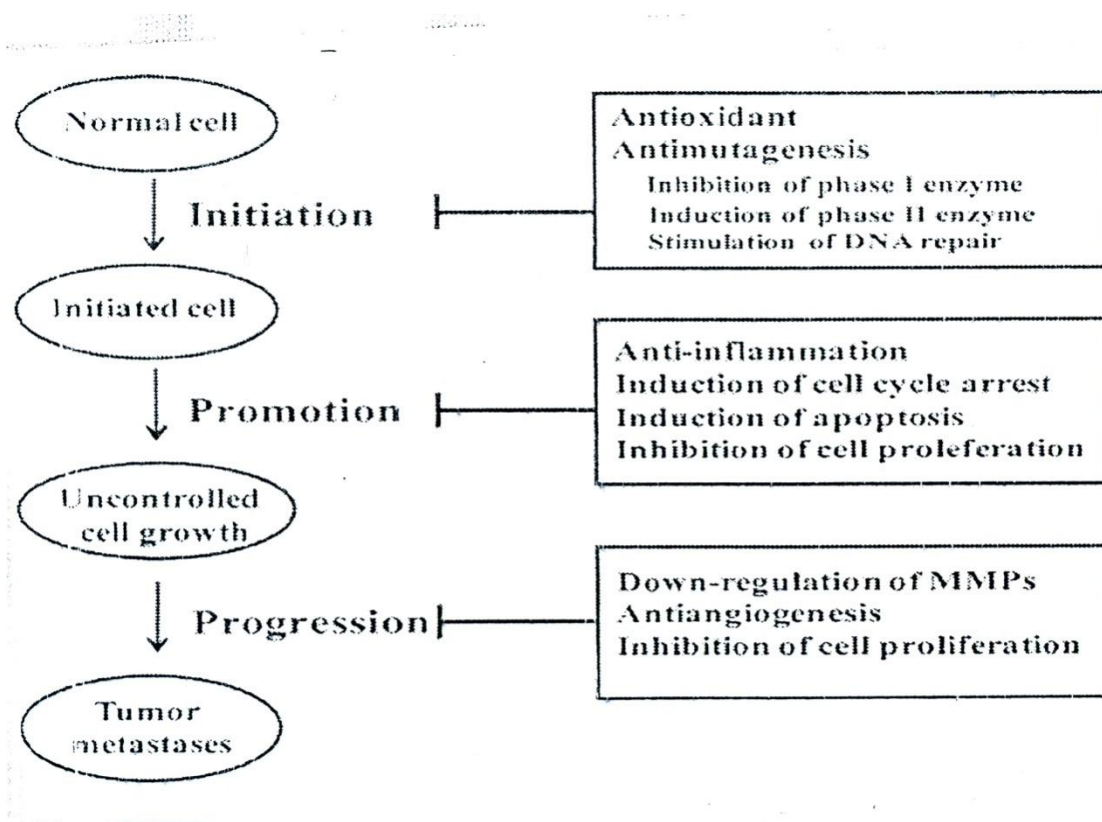 Normal cell
Initiation
Initiated cell
Promotion
Uncontrolled
cell growth
Progression
Tumor
metastases
Antioxidant
Antimutagenesis
Inhibition of phase I enzyme
Induction of phase II enzyme
Stimulation of DNA repair
Anti-inflammation
Induction of cell cycle arrest
Induction of apoptosis
Inhibition of cell proleferation
Down-regulation of MMPs
Antiangiogenesis
Inhibition of cell proliferation